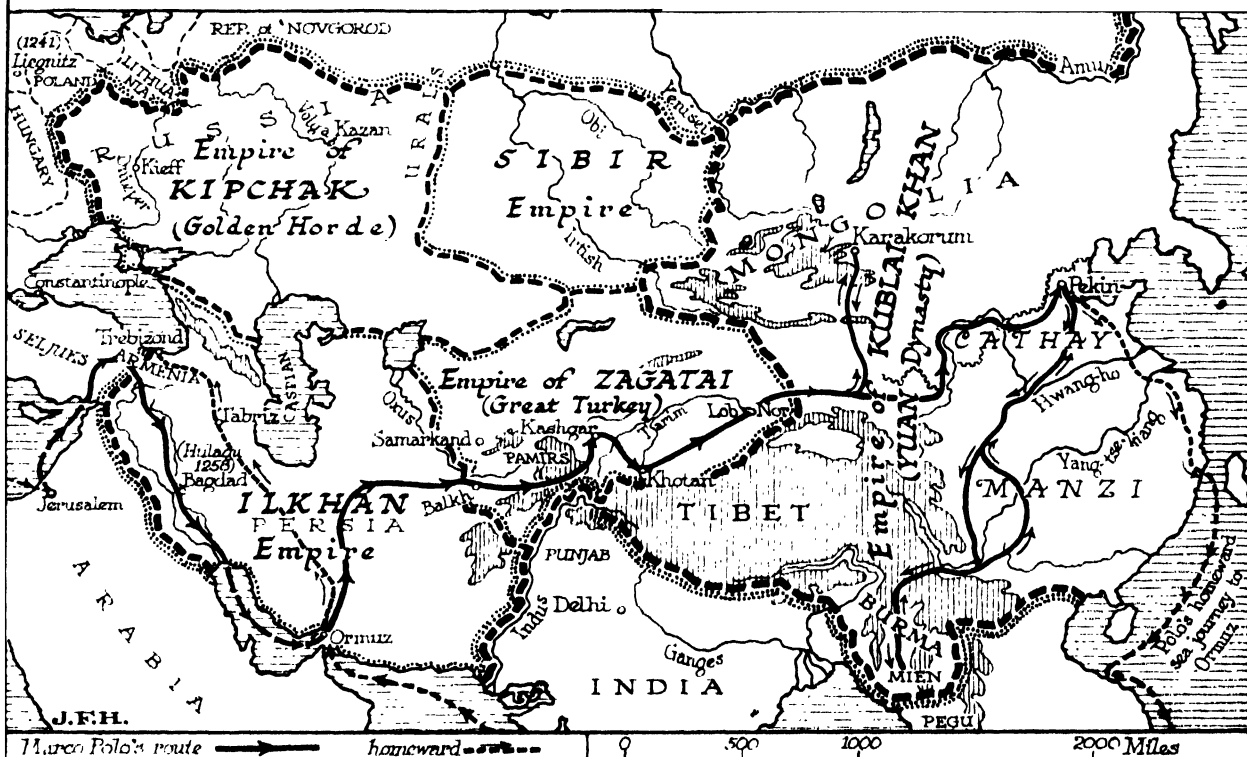 REP. of NOVGOROD
(1241)
Liegnitz
POLAND
LITHUA
NIA
HUNGARY
RUSSIA
Volga
Kazan
Kieff
Dnieper
Empire of
KIPCHAK
(Golden Horde)
URALS
Obi
SIBIR
Empire
Irtish
Yenisei
Amur
MONGOLIA
Karakorum
Empire of KUBLAI KHAN
(YUAN Dynasty)
Constantinople
Trebizond
SELJUKS
ARMENIA
CASPIAN
Tabriz
Oxus
Empire of ZAGATAI
(Great Turkey)
Samarkand
Kashgar
PAMIRS
Tarim
Lob Nor
Khotan
Balkh
Pekin
CATHAY
Hwang-ho
Yang-tse-kiang
MANZI
(Hulagu
1258)
Bagdad
Jerusalem
ILKHAN
PERSIA
Empire
ARABIA
Ormuz
TIBET
PUNJAB
Indus
Delhi
Ganges
INDIA
BURMA
MIEN
PEGU
Polo's homeward
sea journey to
Ormuz
J.F.H.
Marco Polo's route
homeward
0 500 1000 2000 Miles